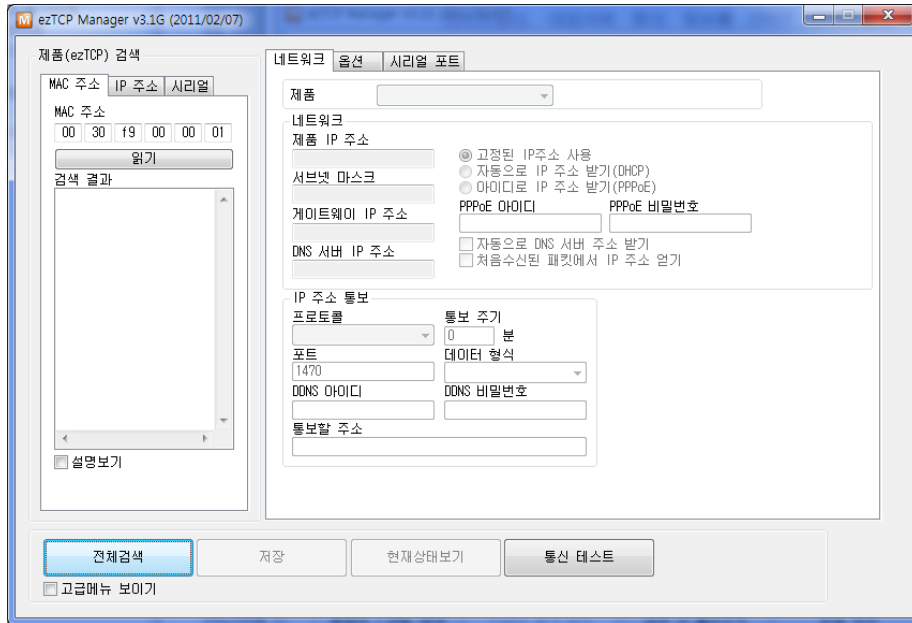 ezTCP Manager v3.1G (2011/02/07)
제품(ezTCP) 검색
MAC 주소 IP 주소 시리얼
MAC 주소
00 30 f9 00 00 01
읽기
검색 결과
설명보기
네트워크 옵션 시리얼 포트
제품
네트워크
제품 IP 주소
고정된 IP주소 사용
자동으로 IP 주소 받기(DHCP)
아이디로 IP 주소 받기(PPPoE)
서브넷 마스크
PPPoE 아이디 PPPoE 비밀번호
게이트웨이 IP 주소
자동으로 DNS 서버 주소 받기
처음수신된 패킷에서 IP 주소 얻기
DNS 서버 IP 주소
IP 주소 통보
프로토콜 통보 주기
0 분
포트 데이터 형식
1470
DDNS 아이디 DDNS 비밀번호
통보할 주소
전체검색 저장 현재상태보기 통신 테스트
고급메뉴 보이기